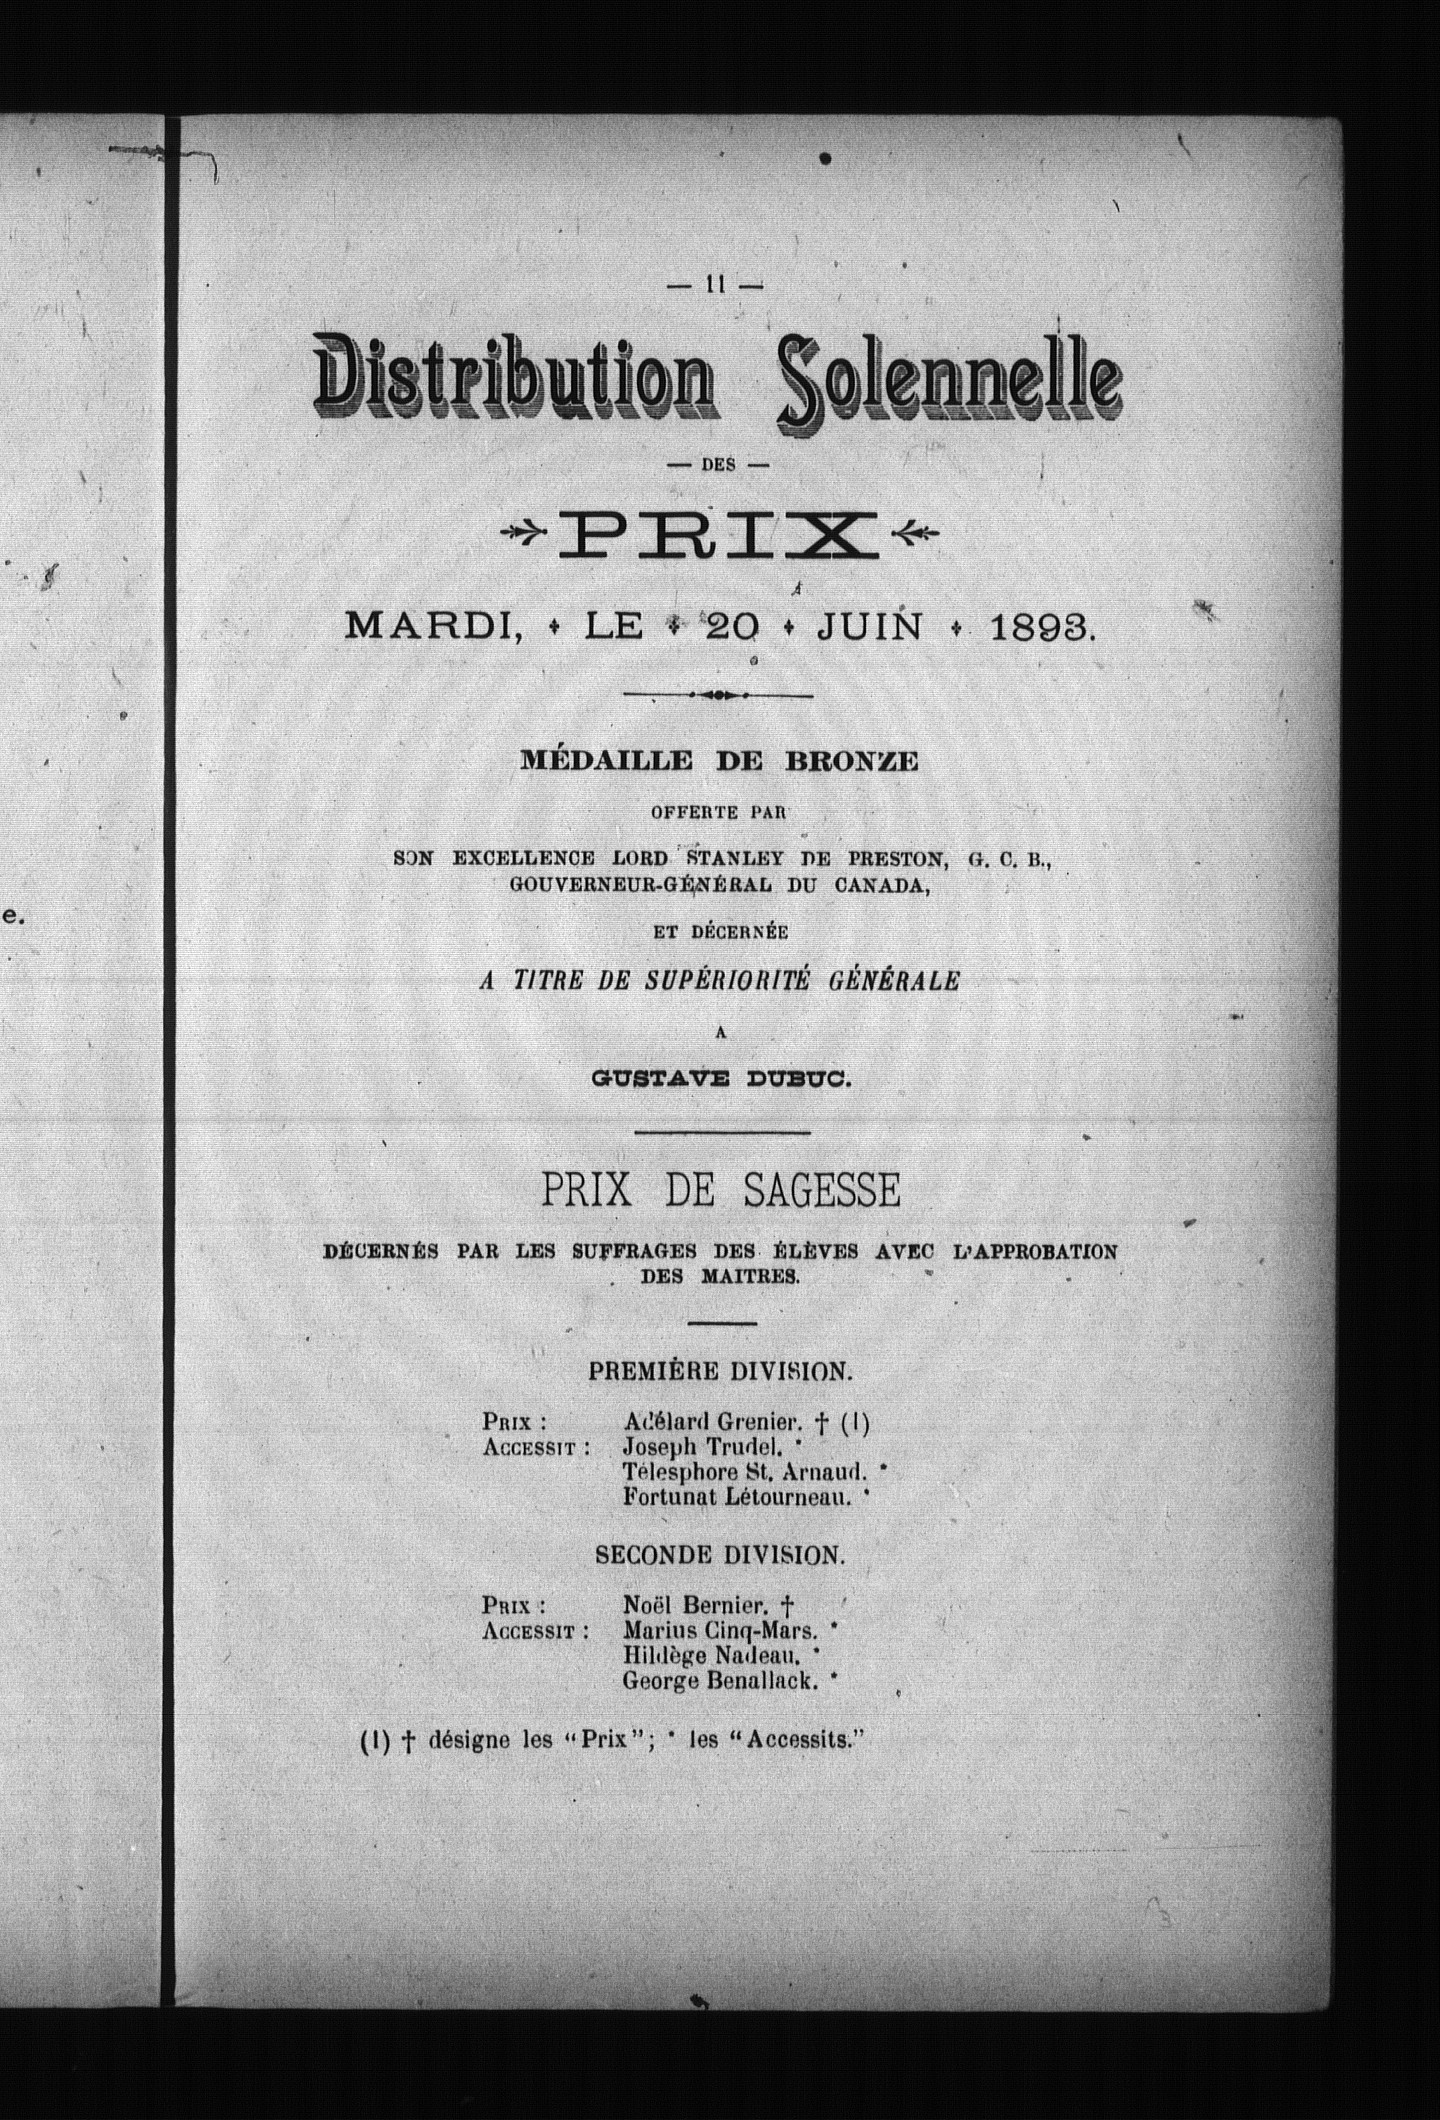 — 11 —
Distribution Solennelle
— DES —
PRIX
MARDI, LE 20 JUIN 1893.
MÉDAILLE DE BRONZE
OFFERTE PAR
SON EXCELLENCE LORD STANLEY DE PRESTON, G. C. B.,
GOUVERNEUR-GÉNÉRAL DU CANADA,
e.
ET DÉCERNÉE
A TITRE DE SUPÉRIORITÉ GÉNÉRALE
A
GUSTAVE DUBUC.
PRIX DE SAGESSE
DÉCERNÉS PAR LES SUFFRAGES DES ÉLÈVES AVEC L'APPROBATION
DES MAITRES.
PREMIÈRE DIVISION.
PRIX : Adélard Grenier. † (1)
ACCESSIT : Joseph Trudel. *
Télesphore St. Arnaud. *
Fortunat Létourneau. *
SECONDE DIVISION.
PRIX : Noël Bernier. †
ACCESSIT : Marius Cinq-Mars. *
Hildège Nadeau. *
George Benallack. *
(1) † désigne les “Prix”; * les “Accessits.”